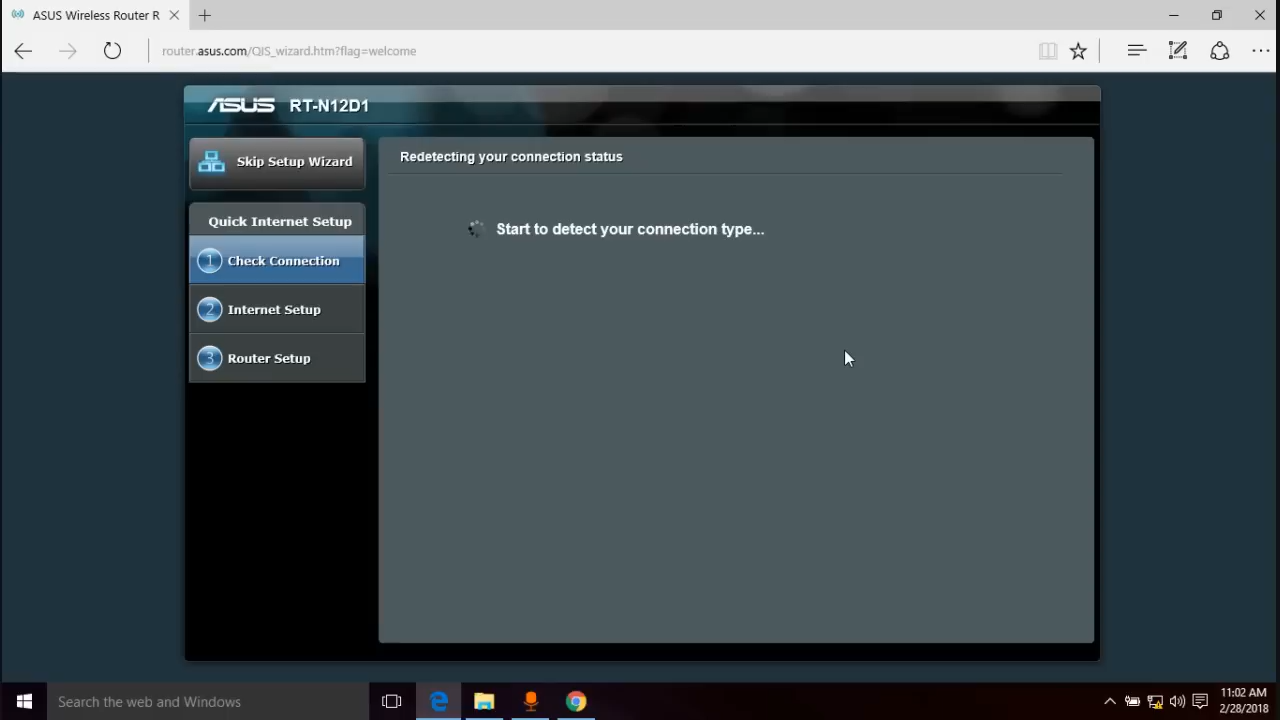 ASUS Wireless Router R
router.asus.com/QIS_wizard.htm?flag=welcome
ASUS RT-N12D1
Skip Setup Wizard
Redetecting your connection status
Quick Internet Setup
Start to detect your connection type...
1 Check Connection
2 Internet Setup
3 Router Setup
Search the web and Windows
11:02 AM
2/28/2018